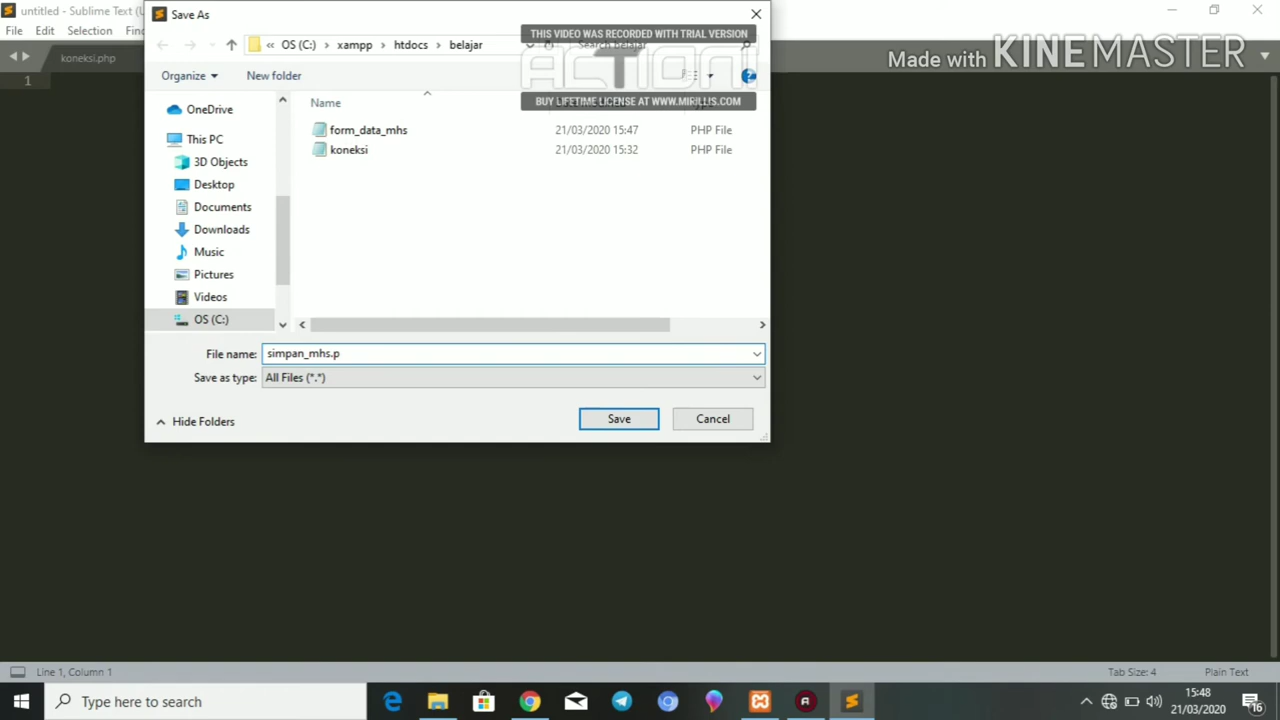 untitled - Sublime Text (
File Edit Selection Fin
koneksi.php
1
Save As
« OS (C:) › xampp › htdocs › belajar
Search belajar
THIS VIDEO WAS RECORDED WITH TRIAL VERSION
ACTION!
BUY LIFETIME LICENSE AT WWW.MIRILLIS.COM
Made with KINEMASTER
Organize New folder
Name
OneDrive
This PC
3D Objects
Desktop
Documents
Downloads
Music
Pictures
Videos
OS (C:)
form_data_mhs 21/03/2020 15:47 PHP File
koneksi 21/03/2020 15:32 PHP File
File name: simpan_mhs.p
Save as type: All Files (*.*)
Hide Folders
Save Cancel
Line 1, Column 1 Tab Size: 4 Plain Text
Type here to search
15:48
21/03/2020
16